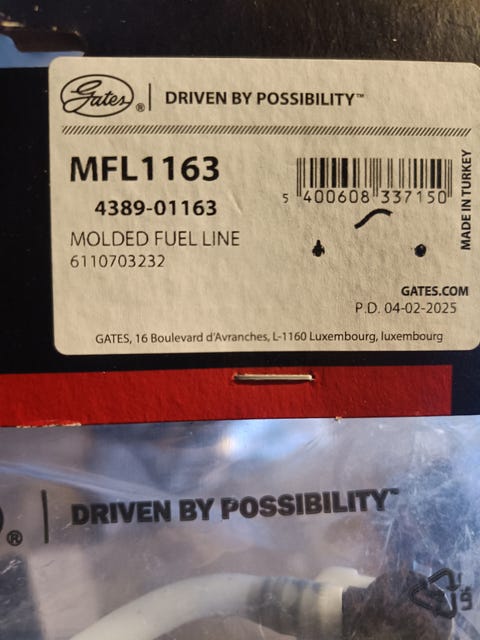 Gates® | DRIVEN BY POSSIBILITY™
MFL1163
4389-01163
MOLDED FUEL LINE
6110703232
5 400608 337150
MADE IN TURKEY
GATES.COM
P.D. 04-02-2025
GATES, 16 Boulevard d'Avranches, L-1160 Luxembourg, luxembourg
® | DRIVEN BY POSSIBILITY™